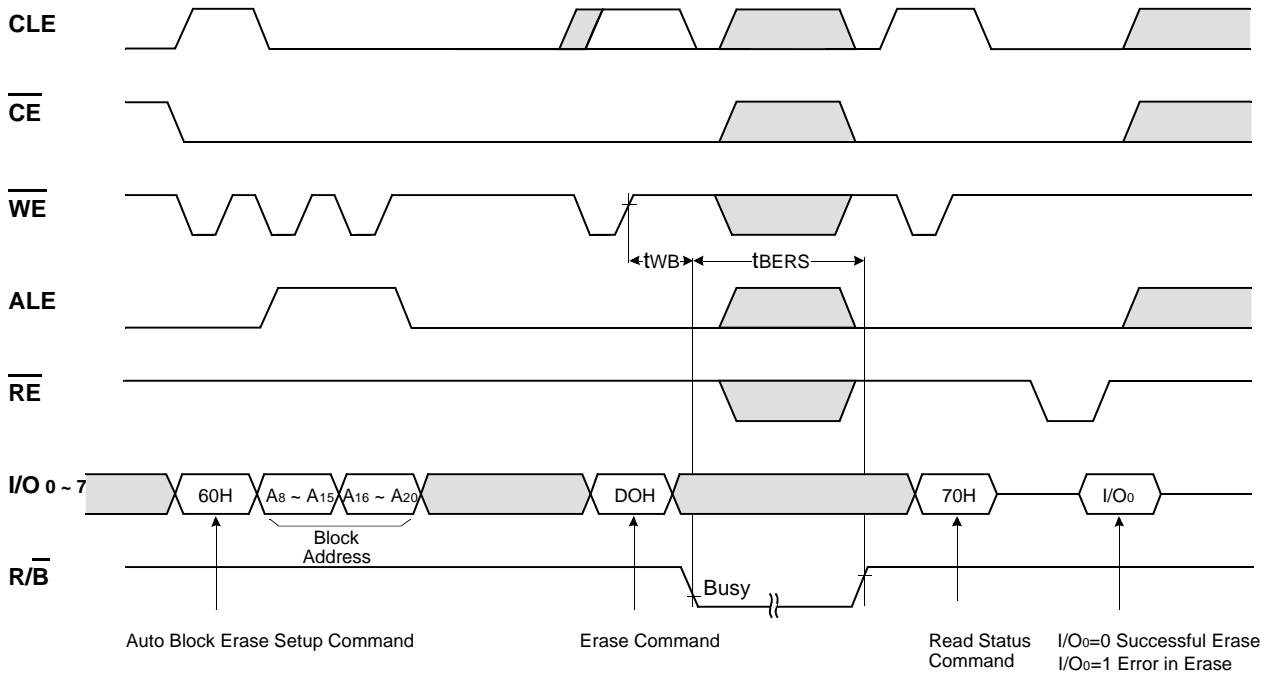 CLE
CE
WE
tWB tBERS
ALE
RE
I/O 0 ~ 7 60H A8 ~ A15 A16 ~ A20 DOH 70H I/O0
Block
Address
R/B Busy
Auto Block Erase Setup Command Erase Command Read Status
Command I/O0=0 Successful Erase
I/O0=1 Error in Erase